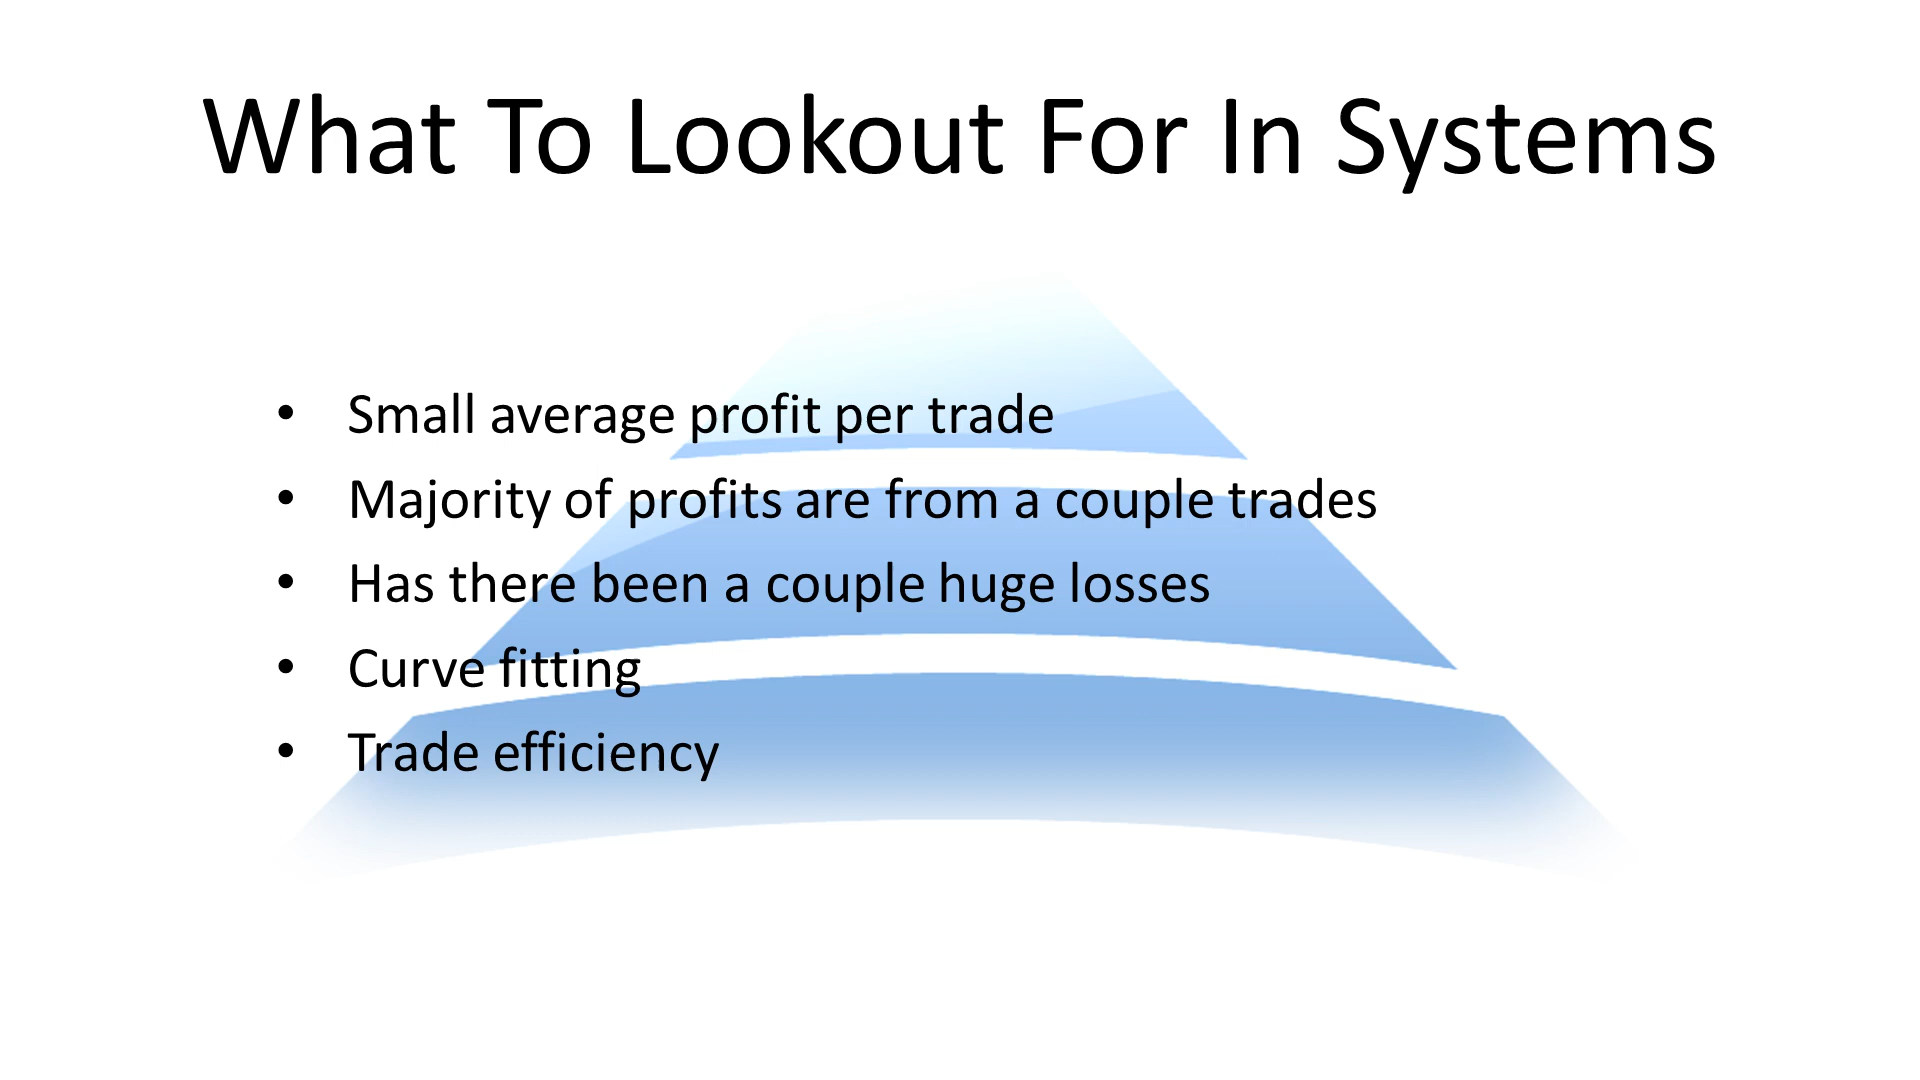 What To Lookout For In Systems
• Small average profit per trade
• Majority of profits are from a couple trades
• Has there been a couple huge losses
• Curve fitting
• Trade efficiency